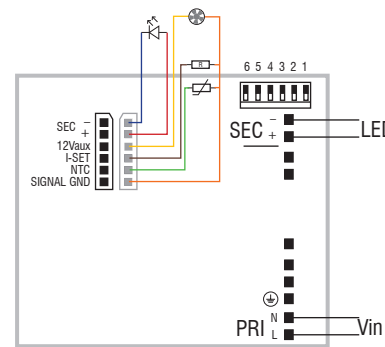 R
6 5 4 3 2 1
SEC −
+
12Vaux
I-SET
NTC
SIGNAL GND
SEC − 
+
LED
PRI N
L
Vin